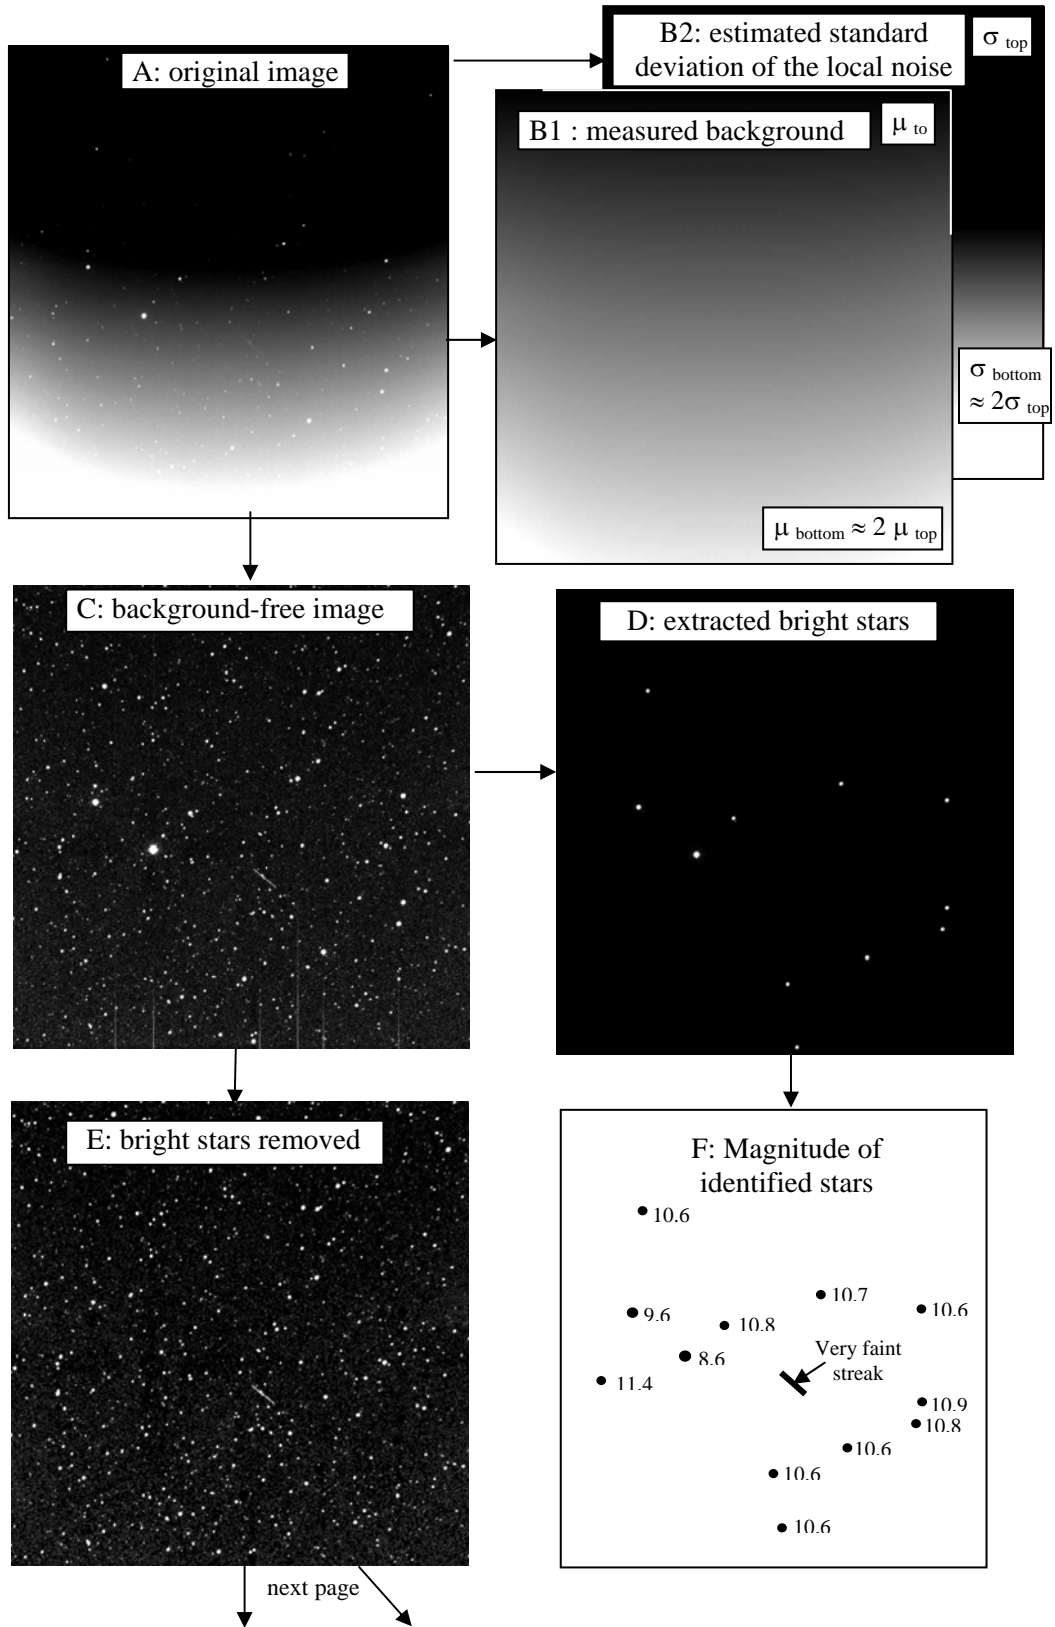 A: original image
B2: estimated standard
deviation of the local noise
σ top
B1 : measured background
μ to
σ bottom
≈ 2σ top
μ bottom ≈ 2 μ top
C: background-free image
D: extracted bright stars
E: bright stars removed
F: Magnitude of
identified stars
10.6
10.7
10.6
9.6
10.8
8.6
Very faint
streak
11.4
10.9
10.8
10.6
10.6
10.6
next page